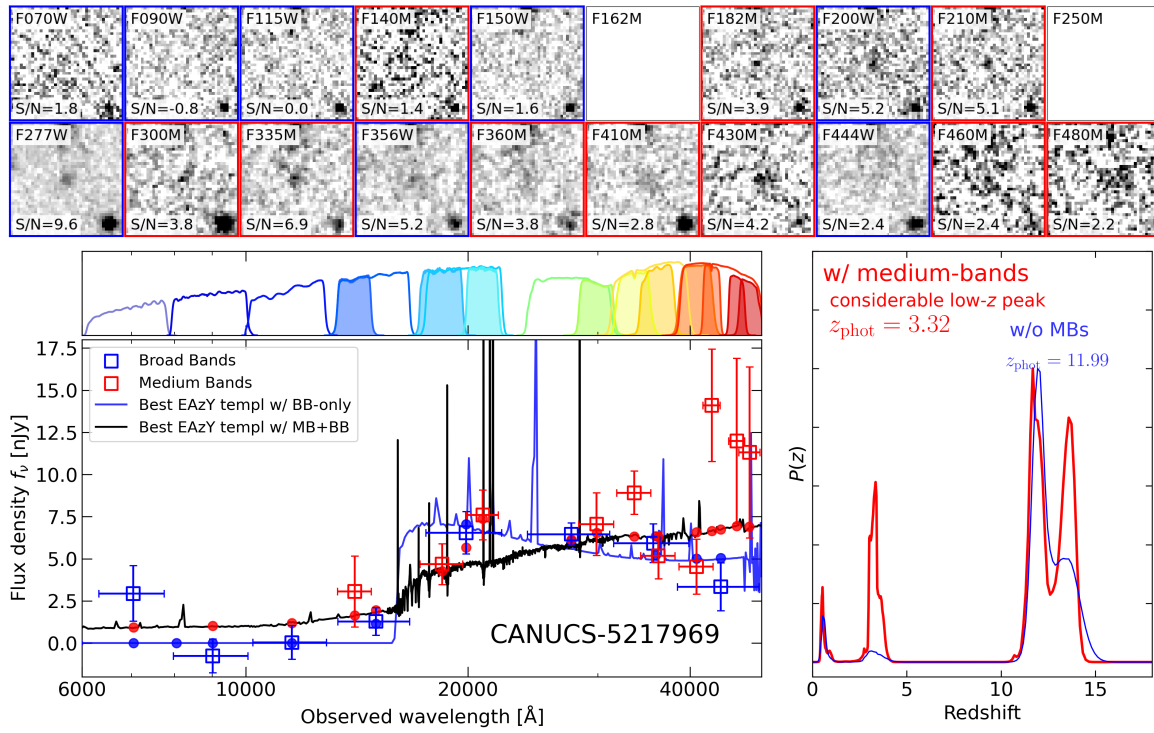 F070W F090W F115W F140M F150W F162M F182M F200W F210M F250M
S/N=1.8 S/N=-0.8 S/N=0.0 S/N=1.4 S/N=1.6 S/N=3.9 S/N=5.2 S/N=5.1
F277W F300M F335M F356W F360M F410M F430M F444W F460M F480M
S/N=9.6 S/N=3.8 S/N=6.9 S/N=5.2 S/N=3.8 S/N=2.8 S/N=4.2 S/N=2.4 S/N=2.4 S/N=2.2
17.5
15.0
12.5
10.0
7.5
5.0
2.5
0.0
Flux density fν [nJy]
Broad Bands
Medium Bands
Best EAzY templ w/ BB-only
Best EAzY templ w/ MB+BB
CANUCS-5217969
6000 10000 20000 40000
Observed wavelength [Å]
w/ medium-bands
considerable low-z peak
zphot = 3.32
w/o MBs
zphot = 11.99
P(z)
0 5 10 15
Redshift